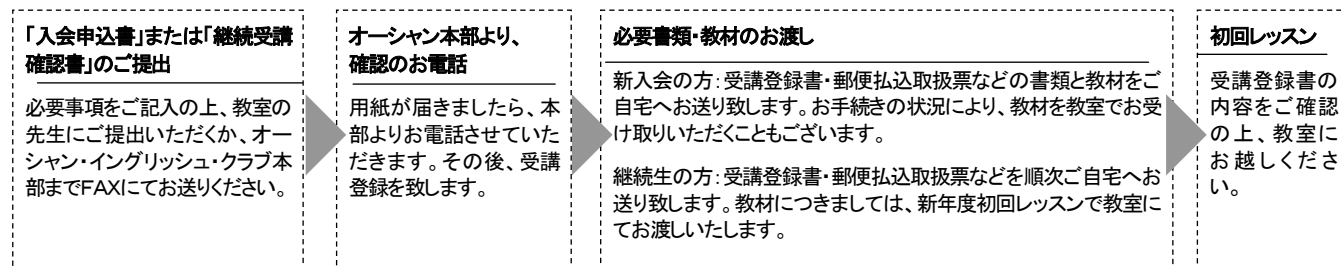 「入会申込書」または「継続受講
確認書」のご提出
必要事項をご記入の上、教室の
先生にご提出いただくか、オー
シャン・イングリッシュ・クラブ本
部までFAXにてお送りください。
オーシャン本部より、
確認のお電話
用紙が届きましたら、本
部よりお電話させていた
だきます。その後、受講
登録を致します。
必要書類・教材のお渡し
新入会の方：受講登録書・郵便払込取扱票などの書類と教材をご
自宅へお送り致します。お手続きの状況により、教材を教室でお受
け取りいただくこともございます。
継続生の方：受講登録書・郵便払込取扱票などを順次ご自宅へお
送り致します。教材につきましては、新年度初回レッスンで教室に
てお渡しいたします。
初回レッスン
受講登録書の
内容をご確認
の上、教室に
お越しくださ
い。